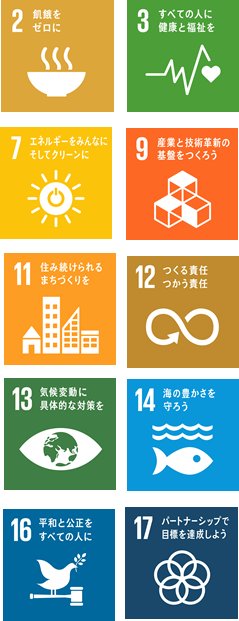 2 飢餓を
ゼロに
3 すべての人に
健康と福祉を
7 エネルギーをみんなに
そしてクリーンに
9 産業と技術革新の
基盤をつくろう
11 住み続けられる
まちづくりを
12 つくる責任
つかう責任
13 気候変動に
具体的な対策を
14 海の豊かさを
守ろう
16 平和と公正を
すべての人に
17 パートナーシップで
目標を達成しよう